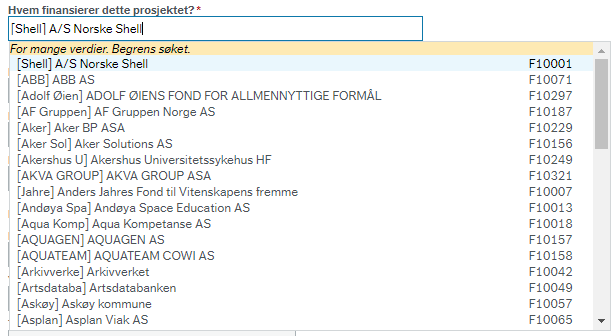 Hvem finansierer dette prosjektet?*
[Shell] A/S Norske Shell
For mange verdier. Begrens søket.
[Shell] A/S Norske Shell F10001
[ABB] ABB AS F10071
[Adolf Øien] ADOLF ØIENS FOND FOR ALLMENNYTTIGE FORMÅL F10297
[AF Gruppen] AF Gruppen Norge AS F10187
[Aker] Aker BP ASA F10229
[Aker Sol] Aker Solutions AS F10156
[Akershus U] Akershus Universitetssykehus HF F10249
[AKVA GROUP] AKVA GROUP ASA F10321
[Jahre] Anders Jahres Fond til Vitenskapens fremme F10007
[Andøya Spa] Andøya Space Education AS F10013
[Aqua Komp] Aqua Kompetanse AS F10018
[AQUAGEN] AQUAGEN AS F10157
[AQUATEAM] AQUATEAM COWI AS F10158
[Arkivverke] Arkivverket F10042
[Artsdataba] Artsdatabanken F10049
[Askøy] Askøy kommune F10057
[Asplan] Asplan Viak AS F10065